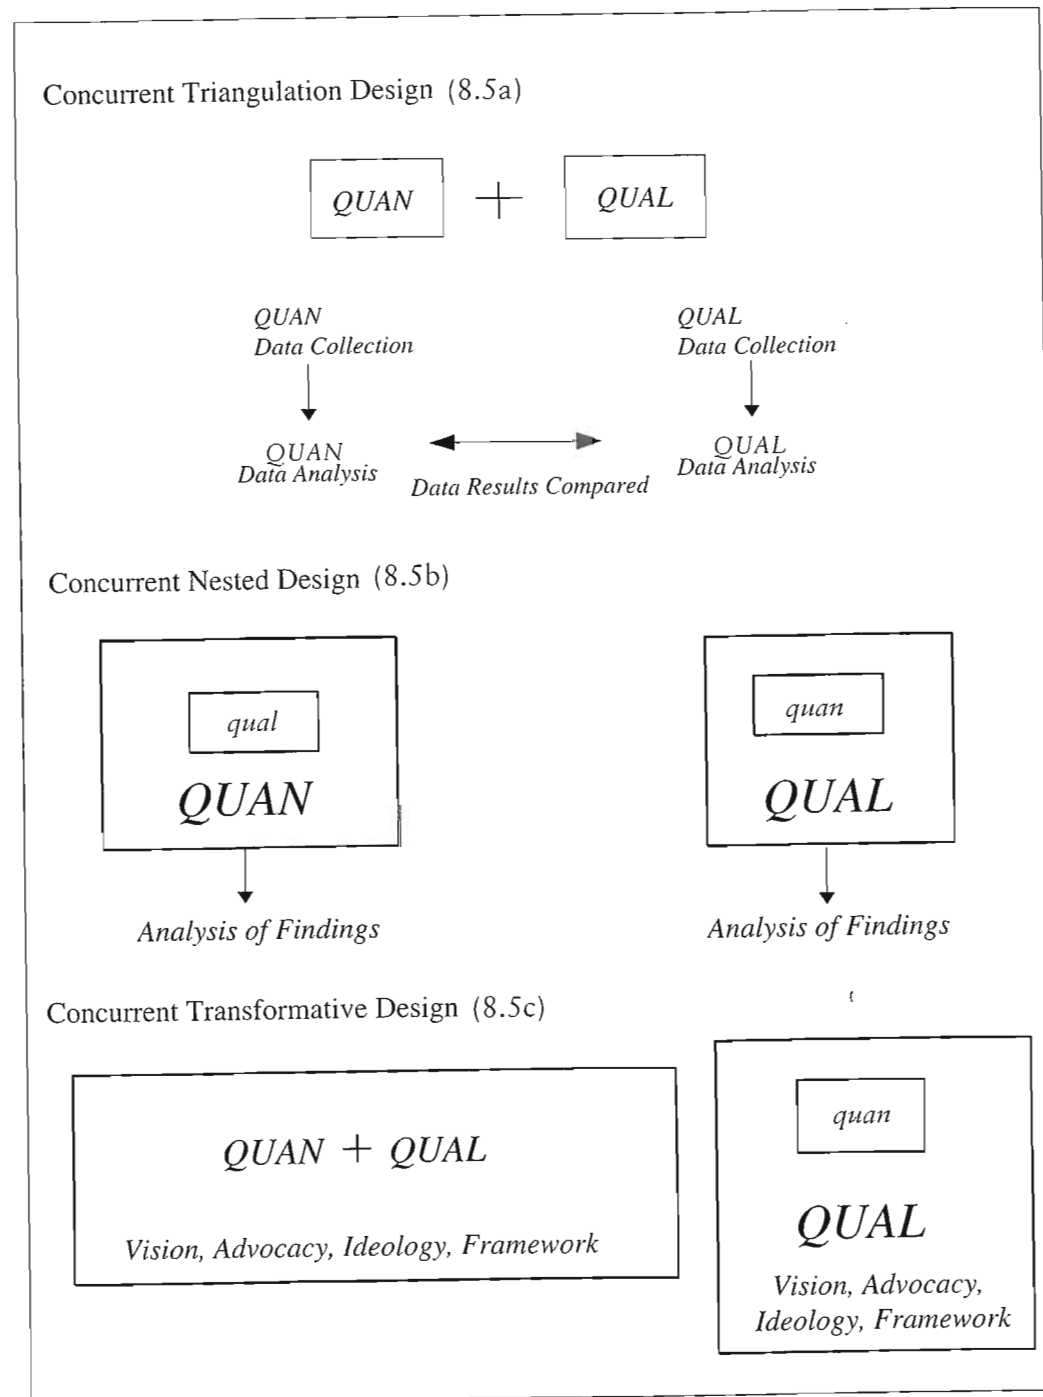 Concurrent Triangulation Design (8.5a)
QUAN + QUAL
QUAN
Data Collection
QUAL
Data Collection
QUAN
Data Analysis
QUAL
Data Analysis
Data Results Compared
Concurrent Nested Design (8.5b)
qual
QUAN
quan
QUAL
Analysis of Findings
Analysis of Findings
Concurrent Transformative Design (8.5c)
QUAN + QUAL
Vision, Advocacy, Ideology, Framework
quan
QUAL
Vision, Advocacy,
Ideology, Framework